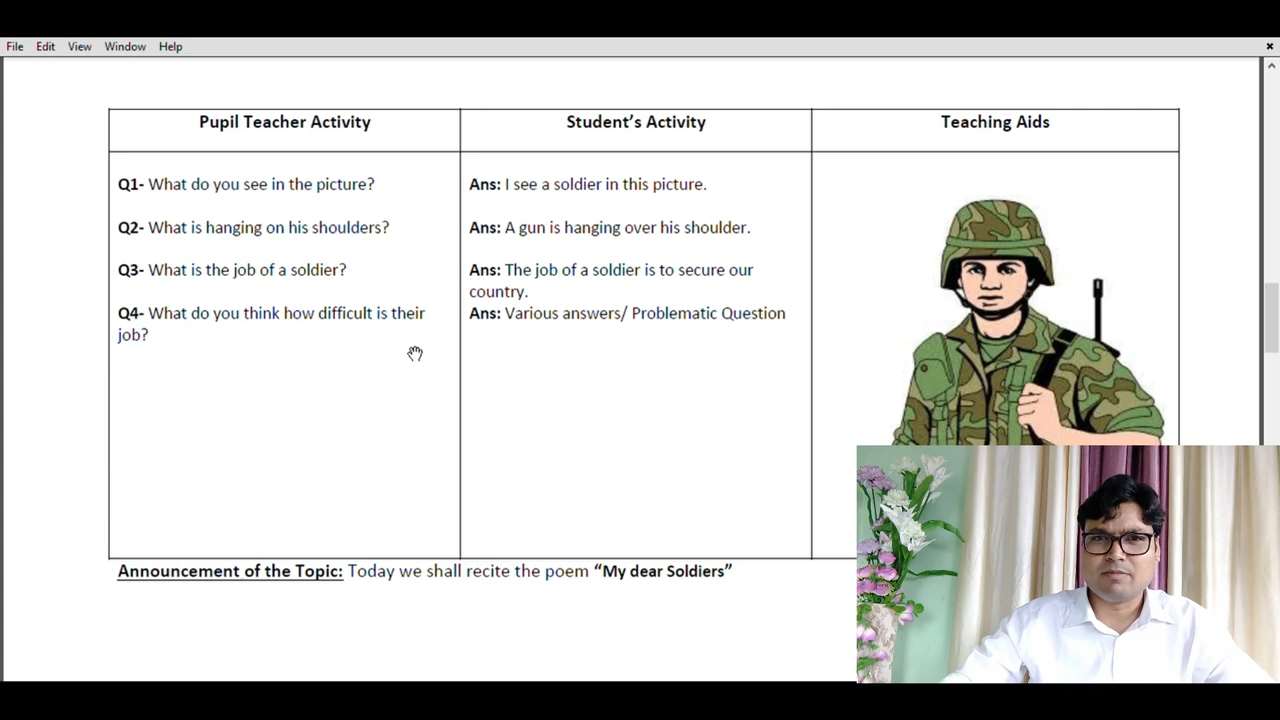 File Edit View Window Help
Pupil Teacher Activity
Student’s Activity
Teaching Aids
Q1- What do you see in the picture?
Ans: I see a soldier in this picture.
Q2- What is hanging on his shoulders?
Ans: A gun is hanging over his shoulder.
Q3- What is the job of a soldier?
Ans: The job of a soldier is to secure our
country.
Q4- What do you think how difficult is their
job?
Ans: Various answers/ Problematic Question
Announcement of the Topic: Today we shall recite the poem “My dear Soldiers”